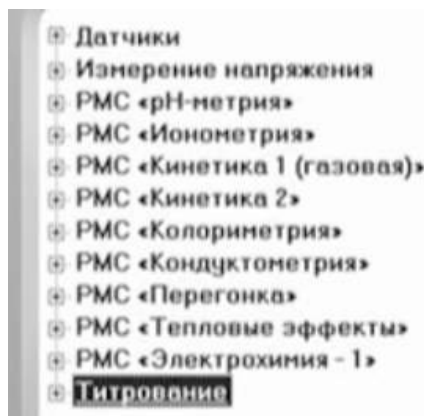 Датчики
Измерение напряжения
РМС «рН-метрия»
РМС «Ионометрия»
РМС «Кинетика 1 (газовая)»
РМС «Кинетика 2»
РМС «Колориметрия»
РМС «Кондуктометрия»
РМС «Перегонка»
РМС «Тепловые эффекты»
РМС «Электрохимия - 1»
Титрование